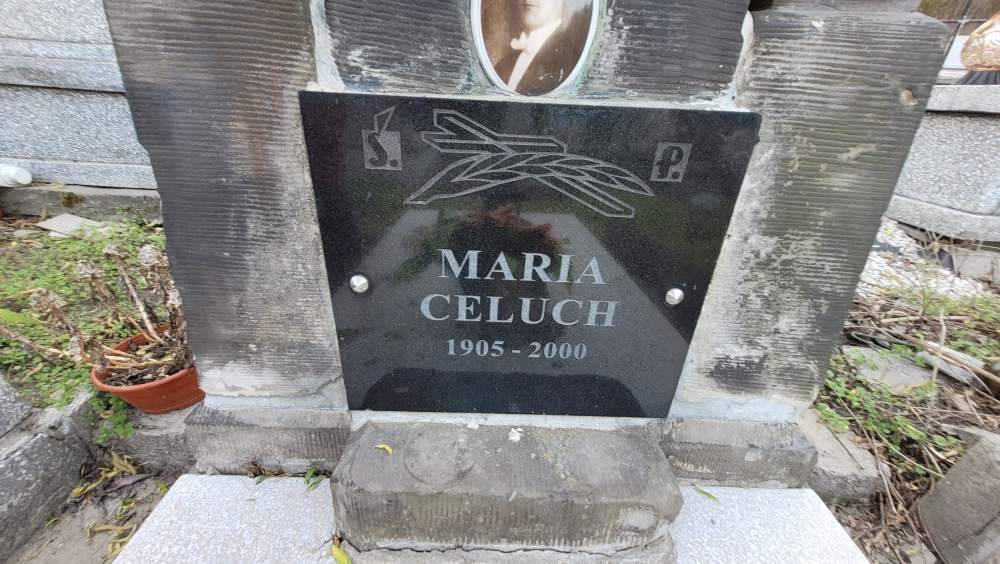 Ś. P.
MARIA
CELUCH
1905 - 2000